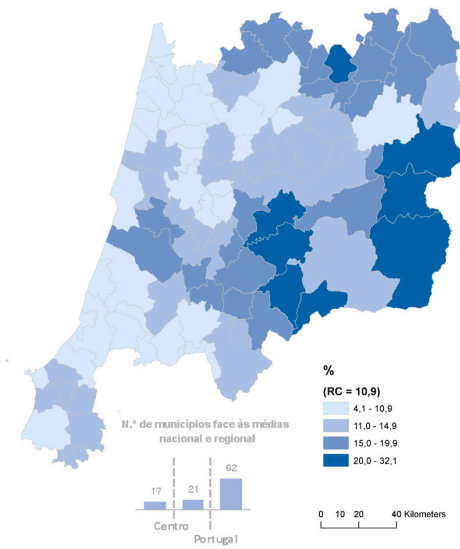 %
(RC = 10,9)
4,1 - 10,9
11,0 - 14,9
15,0 - 19,9
20,0 - 32,1
N.º de municípios face às médias
nacional e regional
17
21
62
Centro
Portugal
0 10 20 40 Kilometers